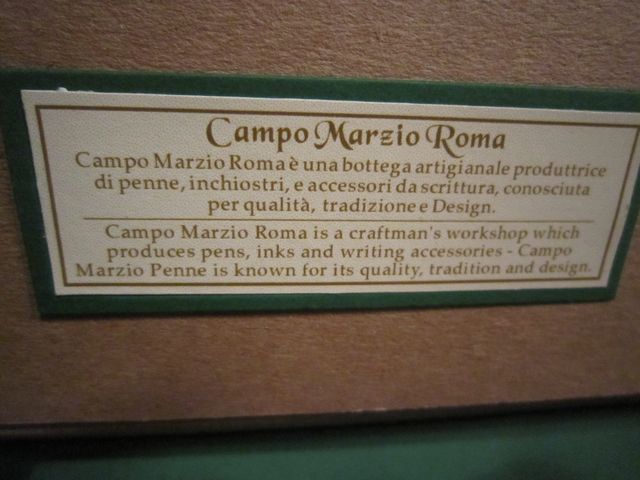 Campo Marzio Roma
Campo Marzio Roma è una bottega artigianale produttrice
di penne, inchiostri, e accessori da scrittura, conosciuta
per qualità, tradizione e Design.
Campo Marzio Roma is a craftman's workshop which
produces pens, inks and writing accessories - Campo
Marzio Penne is known for its quality, tradition and design.